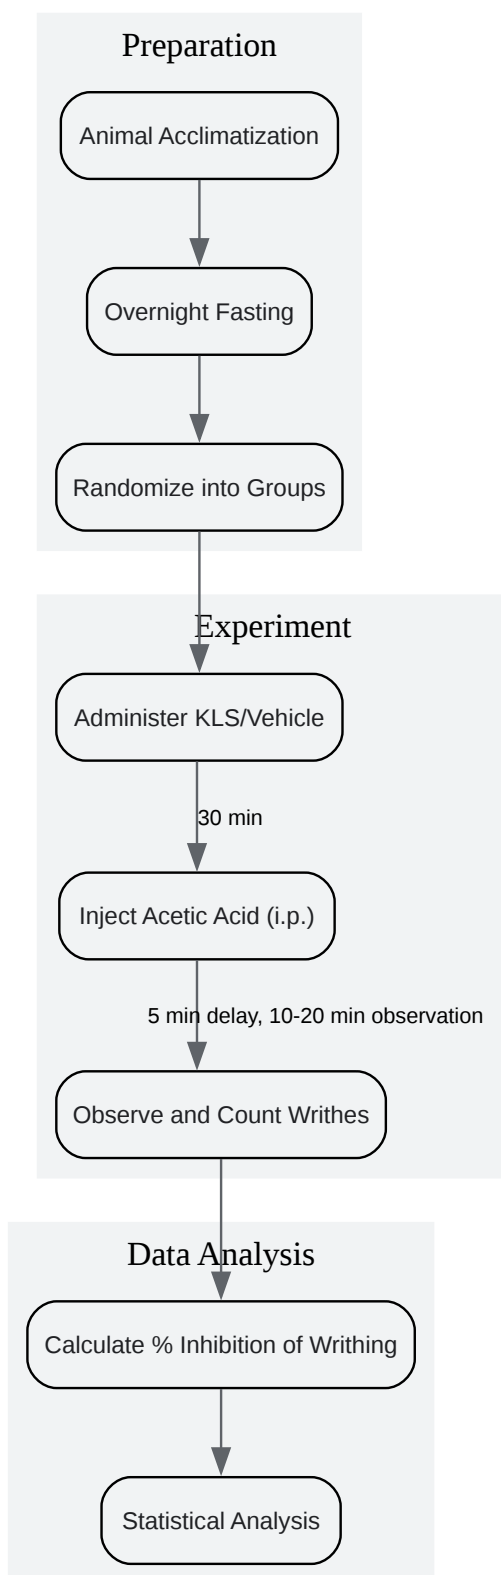 Preparation
Animal Acclimatization
Overnight Fasting
Randomize into Groups
Experiment
Administer KLS/Vehicle
30 min
Inject Acetic Acid (i.p.)
5 min delay, 10-20 min observation
Observe and Count Writhes
Data Analysis
Calculate % Inhibition of Writhing
Statistical Analysis